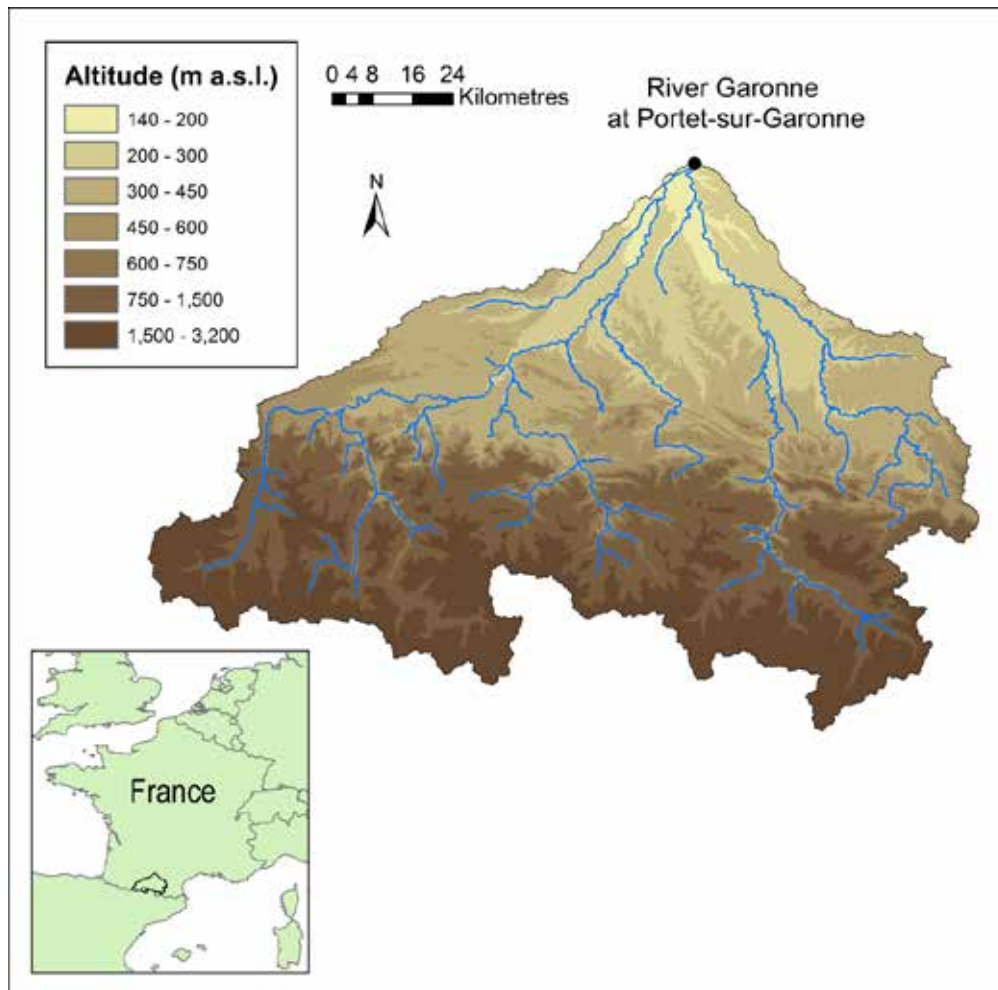 Altitude (m a.s.l.)
140 - 200
200 - 300
300 - 450
450 - 600
600 - 750
750 - 1,500
1,500 - 3,200
0 4 8 16 24
Kilometres
N
River Garonne
at Portet-sur-Garonne
France